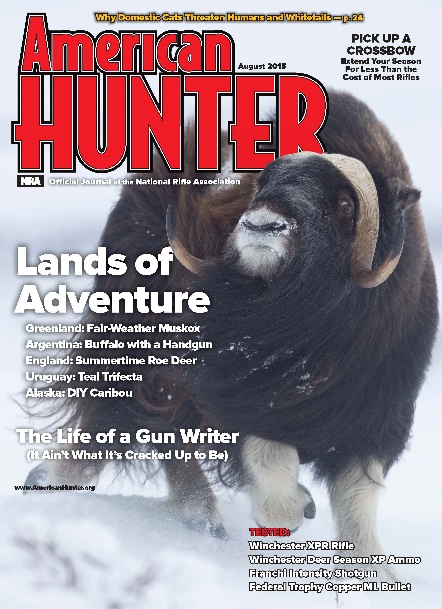 Why Domestic Cats Threaten Humans and Whitetails — p. 26
American
HUNTER
August 2015
PICK UP A
CROSSBOW
Extend Your Season
For Less Than the
Cost of Most Rifles
NRA Official Journal of the National Rifle Association
Lands of
Adventure
Greenland: Fair-Weather Muskox
Argentina: Buffalo with a Handgun
England: Summertime Roe Deer
Uruguay: Teal Trifecta
Alaska: DIY Caribou
The Life of a Gun Writer
(It Ain't What It's Cracked Up to Be)
www.AmericanHunter.org
TESTED:
Winchester XPR Rifle
Winchester Deer Season XP Ammo
Franchi Intensity Shotgun
Federal Trophy Copper ML Bullet